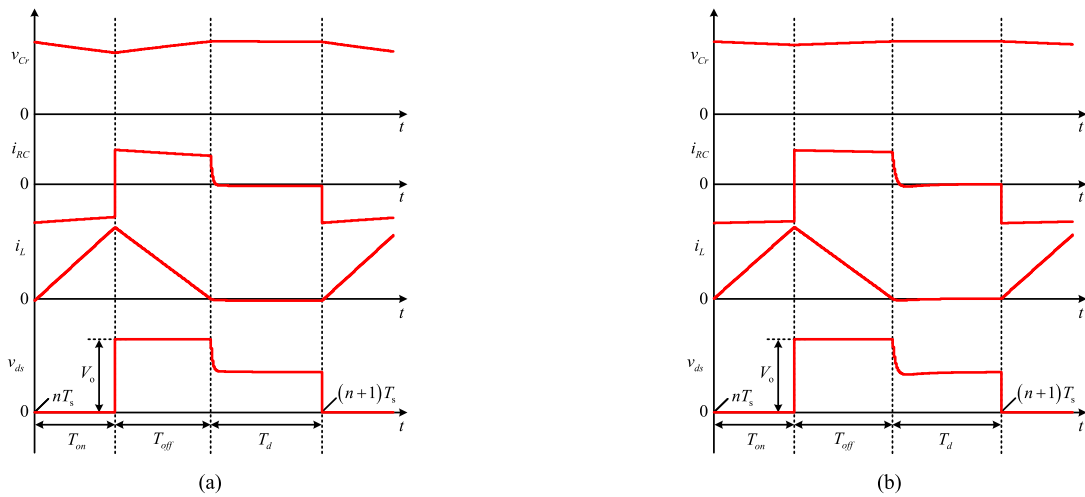 v_Cr
0
t
i_RC
0
t
i_L
0
t
v_ds
V_o
nT_s
(n+1)T_s
0
t
T_on
T_off
T_d
(a)
v_Cr
0
t
i_RC
0
t
i_L
0
t
v_ds
V_o
nT_s
(n+1)T_s
0
t
T_on
T_off
T_d
(b)